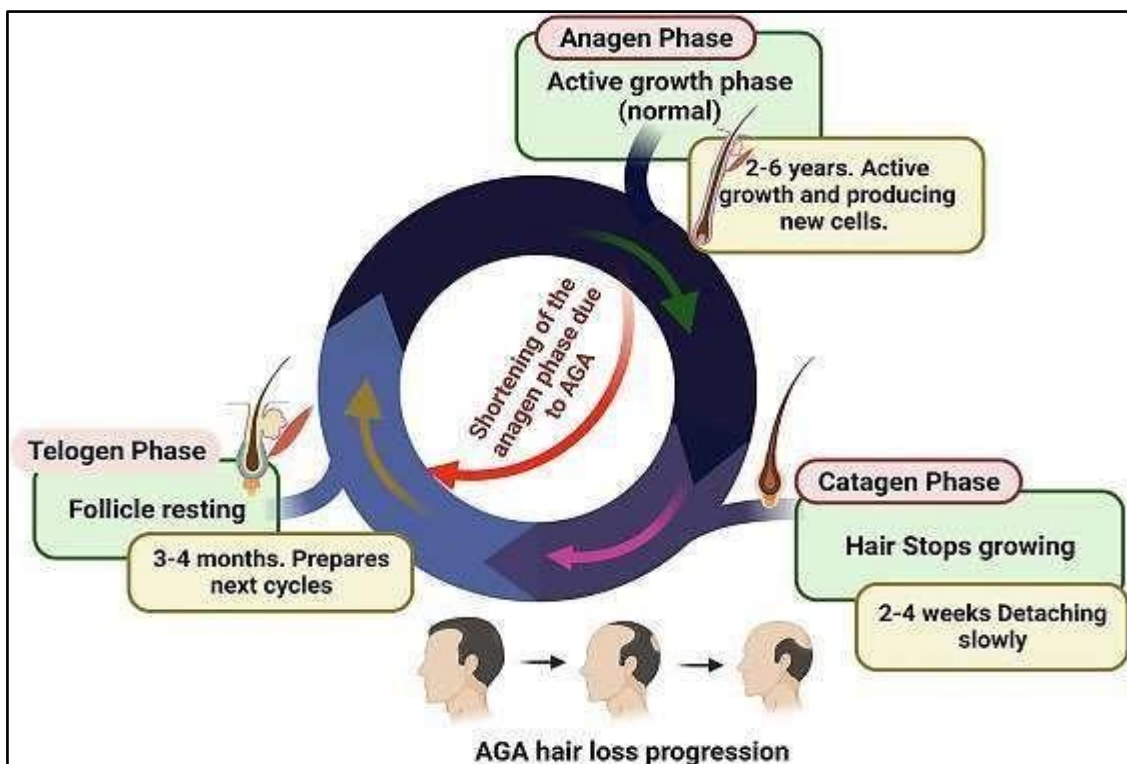 Anagen Phase
Active growth phase
(normal)
2-6 years. Active
growth and producing
new cells.
Shortening of the
anagen phase due
to AGA
Telogen Phase
Follicle resting
3-4 months. Prepares
next cycles
Catagen Phase
Hair Stops growing
2-4 weeks Detaching
slowly
AGA hair loss progression